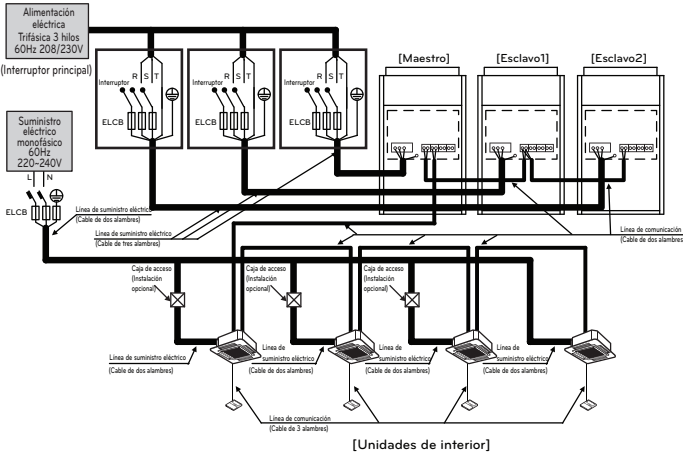 Alimentación
eléctrica
Trifásica 3 hilos
60Hz 208/230V
(Interruptor principal)
R S T
Interruptor
ELCB
R S T
Interruptor
ELCB
R S T
Interruptor
ELCB
[Maestro]
[Esclavo1]
[Esclavo2]
Suministro
eléctrico
monofásico
60Hz
220~240V
L N
ELCB
Línea de suministro eléctrico
(Cable de dos alambres)
Línea de suministro eléctrico
(Cable de tres alambres)
Línea de comunicación
(Cable de dos alambres)
Caja de acceso
(Instalación
opcional)
Caja de acceso
(Instalación
opcional)
Caja de acceso
(Instalación
opcional)
Línea de suministro eléctrico
(Cable de dos alambres)
Línea de
suministro eléctrico
(Cable de dos alambres)
Línea de
suministro eléctrico
(Cable de dos alambres)
Línea de
suministro eléctrico
(Cable de dos alambres)
Línea de comunicación
(Cable de 3 alambres)
[Unidades de interior]